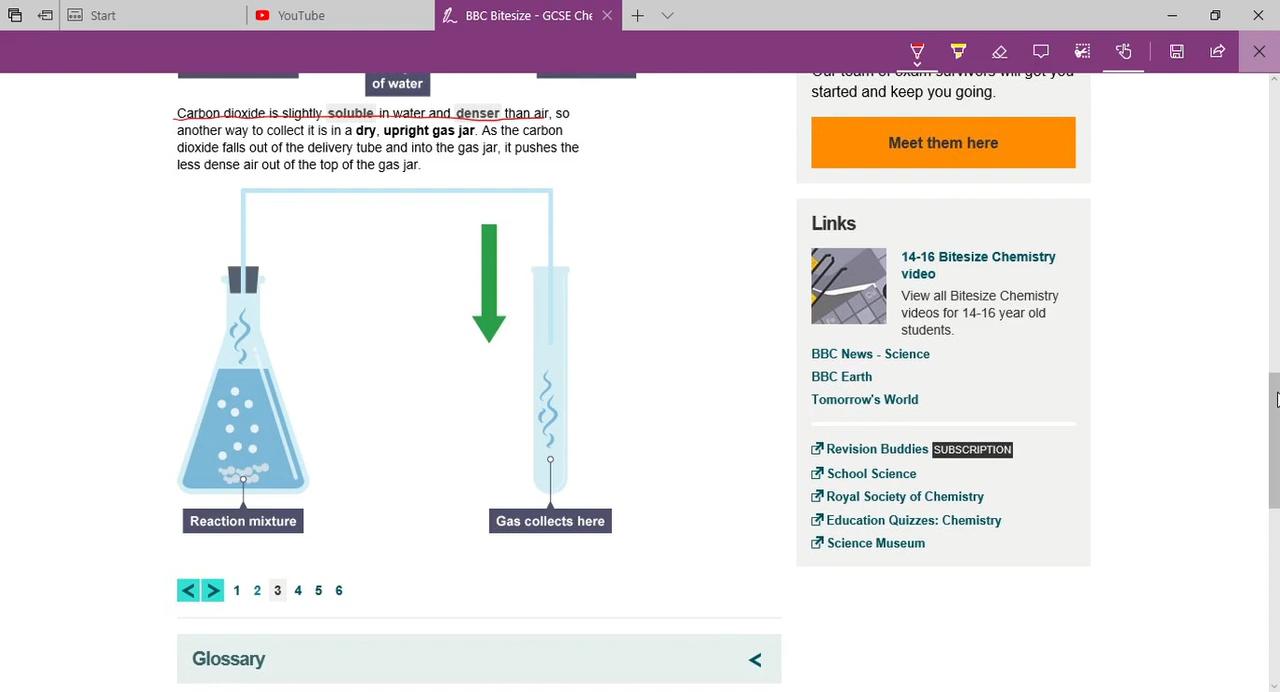 Start
YouTube
BBC Bitesize - GCSE Che
of water
Our team of exam survivors will get you
started and keep you going.
Carbon dioxide is slightly soluble in water and denser than air, so
another way to collect it is in a dry, upright gas jar. As the carbon
dioxide falls out of the delivery tube and into the gas jar, it pushes the
less dense air out of the top of the gas jar.
Reaction mixture
Gas collects here
< > 1 2 3 4 5 6
Glossary <
Meet them here
Links
14-16 Bitesize Chemistry
video
View all Bitesize Chemistry
videos for 14-16 year old
students.
BBC News - Science
BBC Earth
Tomorrow's World
Revision Buddies SUBSCRIPTION
School Science
Royal Society of Chemistry
Education Quizzes: Chemistry
Science Museum